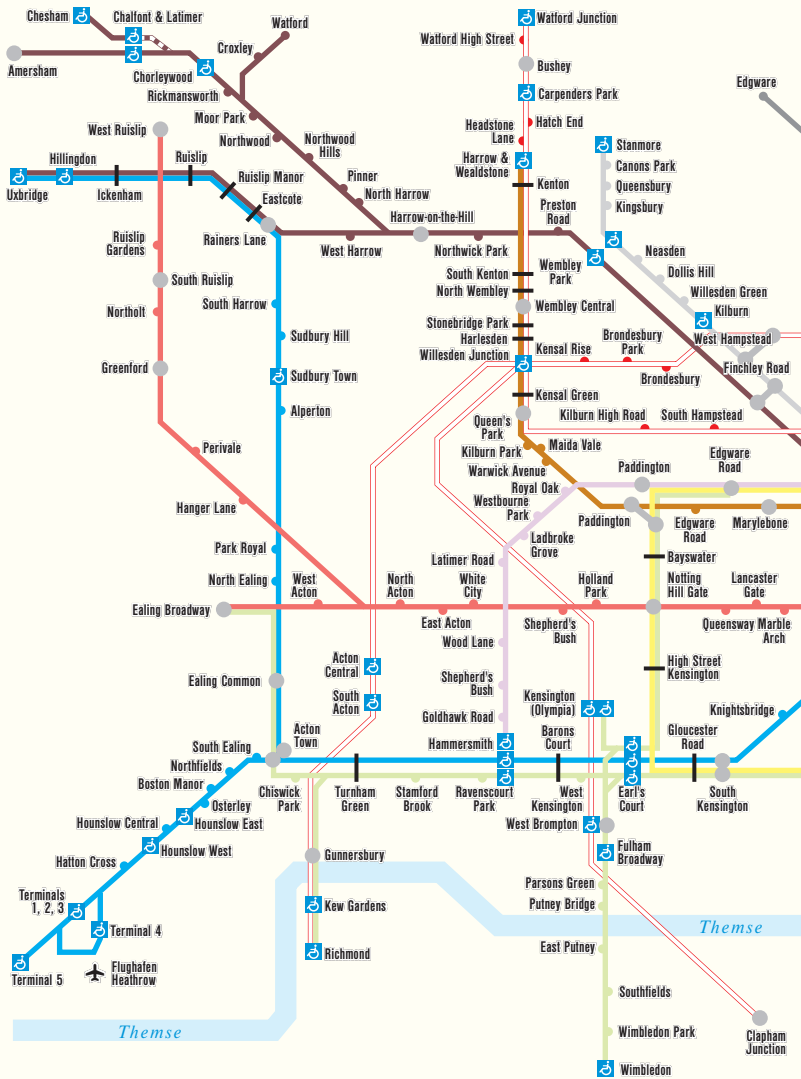 Chesham
Chalfont & Latimer
Watford
Watford Junction
Croxley
Watford High Street
Amersham
Chorleywood
Bushey
Rickmansworth
Edgware
Carpenders Park
Moor Park
West Ruislip
Headstone
Lane
Hatch End
Northwood
Northwood
Hills
Stanmore
Hillingdon
Ruislip
Harrow &
Wealdstone
Canons Park
Uxbridge
Ickenham
Ruislip Manor
Pinner
Kenton
Queensbury
Eastcote
North Harrow
Kingsbury
Harrow-on-the-Hill
Preston
Road
Ruislip
Gardens
Rainers Lane
West Harrow
Northwick Park
Neasden
South Ruislip
South Kenton
Wembley
Park
Dollis Hill
North Wembley
Willesden Green
Northolt
South Harrow
Wembley Central
Kilburn
Stonebridge Park
Sudbury Hill
Harlesden
Brondesbury
Park
West Hampstead
Greenford
Willesden Junction
Kensal Rise
Finchley Road
Sudbury Town
Brondesbury
Kensal Green
Alperton
Queen's
Park
Kilburn High Road
South Hampstead
Perivale
Kilburn Park
Maida Vale
Edgware
Road
Warwick Avenue
Paddington
Hanger Lane
Royal Oak
Westbourne
Park
Paddington
Edgware
Road
Marylebone
Ladbroke
Grove
Park Royal
Latimer Road
Bayswater
North Ealing
West
Acton
North
Acton
White
City
Holland
Park
Notting
Hill Gate
Lancaster
Gate
Ealing Broadway
East Acton
Shepherd's
Bush
Queensway
Marble
Arch
Wood Lane
Acton
Central
High Street
Kensington
Ealing Common
Shepherd's
Bush
South
Acton
Kensington
(Olympia)
Knightsbridge
Goldhawk Road
Acton
Town
Barons
Court
Gloucester
Road
South Ealing
Hammersmith
Northfields
Boston Manor
Chiswick
Park
Turnham
Green
Stamford
Brook
Ravenscourt
Park
West
Kensington
Earl's
Court
South
Kensington
Osterley
Hounslow Central
Hounslow East
West Brompton
Hounslow West
Gunnersbury
Fulham
Broadway
Hatton Cross
Parsons Green
Terminals
1, 2, 3
Kew Gardens
Putney Bridge
Terminal 4
Themse
East Putney
Richmond
Terminal 5
Flughafen
Heathrow
Southfields
Themse
Wimbledon Park
Clapham
Junction
Wimbledon